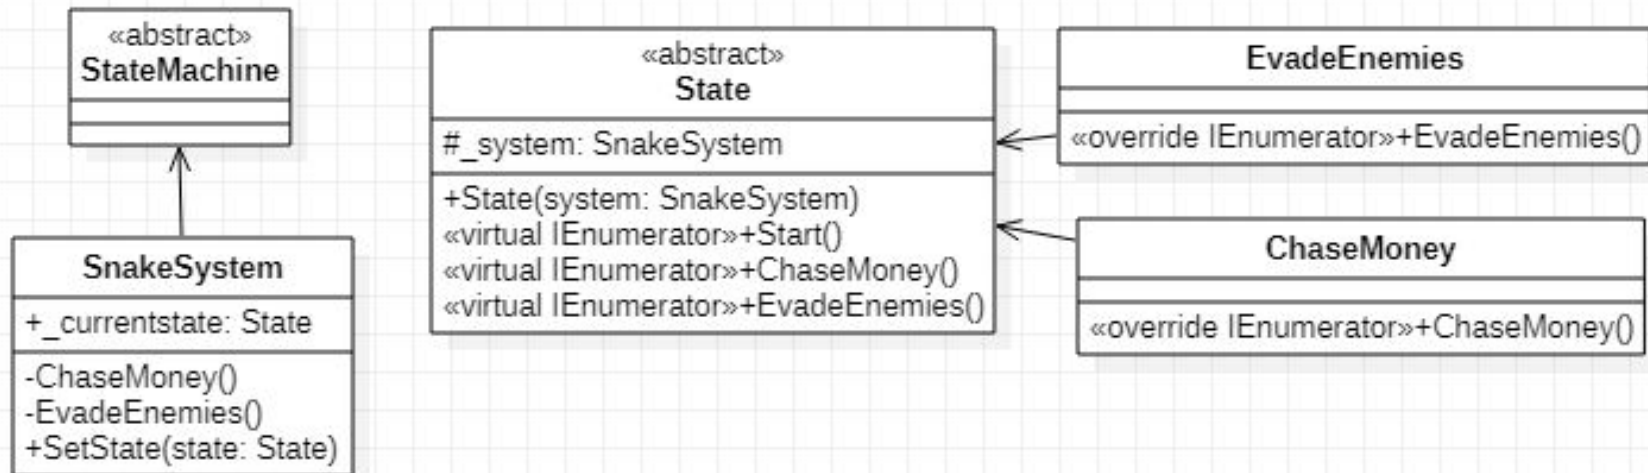 «abstract»
StateMachine
SnakeSystem
+_currentstate: State
-ChaseMoney()
-EvadeEnemies()
+SetState(state: State)
«abstract»
State
#_system: SnakeSystem
+State(system: SnakeSystem)
«virtual IEnumerator»+Start()
«virtual IEnumerator»+ChaseMoney()
«virtual IEnumerator»+EvadeEnemies()
EvadeEnemies
«override IEnumerator»+EvadeEnemies()
ChaseMoney
«override IEnumerator»+ChaseMoney()